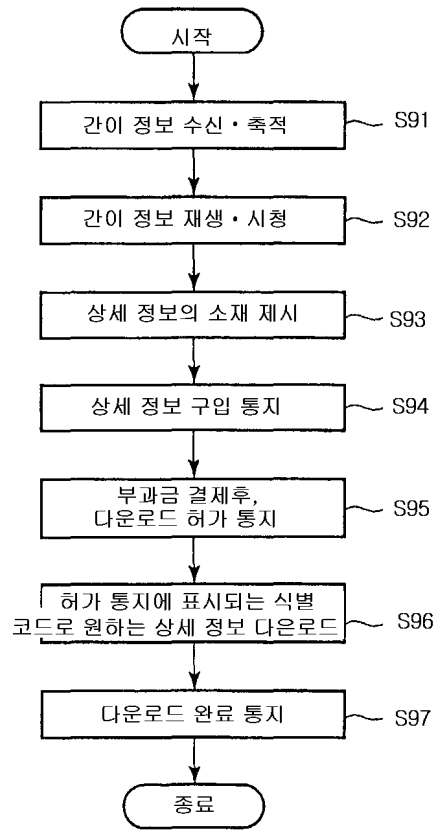 시작
간이 정보 수신・축적
S91
간이 정보 재생・시청
S92
상세 정보의 소재 제시
S93
상세 정보 구입 통지
S94
부과금 결제후,
다운로드 허가 통지
S95
허가 통지에 표시되는 식별
코드로 원하는 상세 정보 다은로드
S96
다운로드 완료 통지
S97
종료